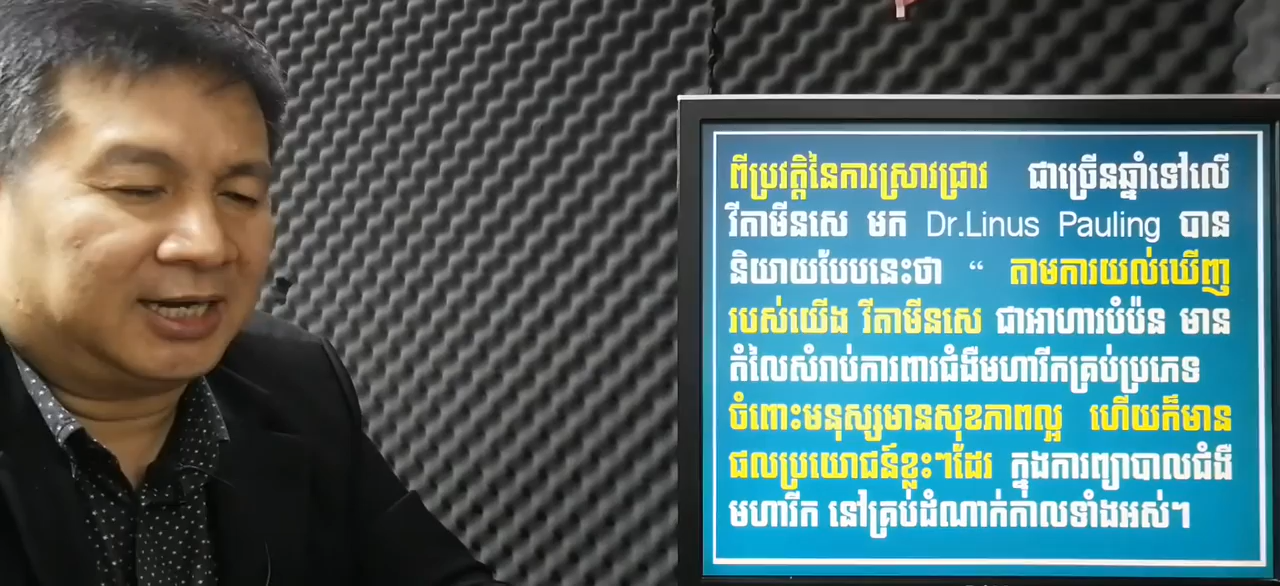 ពីប្រវត្តិនៃការស្រាវជ្រាវ ជាច្រើនឆ្នាំទៅលើ
វីតាមីនសេ មក Dr.Linus Pauling បាន
និយាយបែបនេះថា “ តាមការយល់ឃើញ
របស់យើង វីតាមីនសេ ជាអាហារបំប៉ន មាន
តំលៃសំរាប់ការពារជំងឺមហារីកគ្រប់ប្រភេទ
ចំពោះមនុស្សមានសុខភាពល្អ ហើយក៏មាន
ផលប្រយោជន៍ខ្លះៗដែរ ក្នុងការព្យាបាលជំងឺ
មហារីក នៅគ្រប់ដំណាក់កាលទាំងអស់ៗ